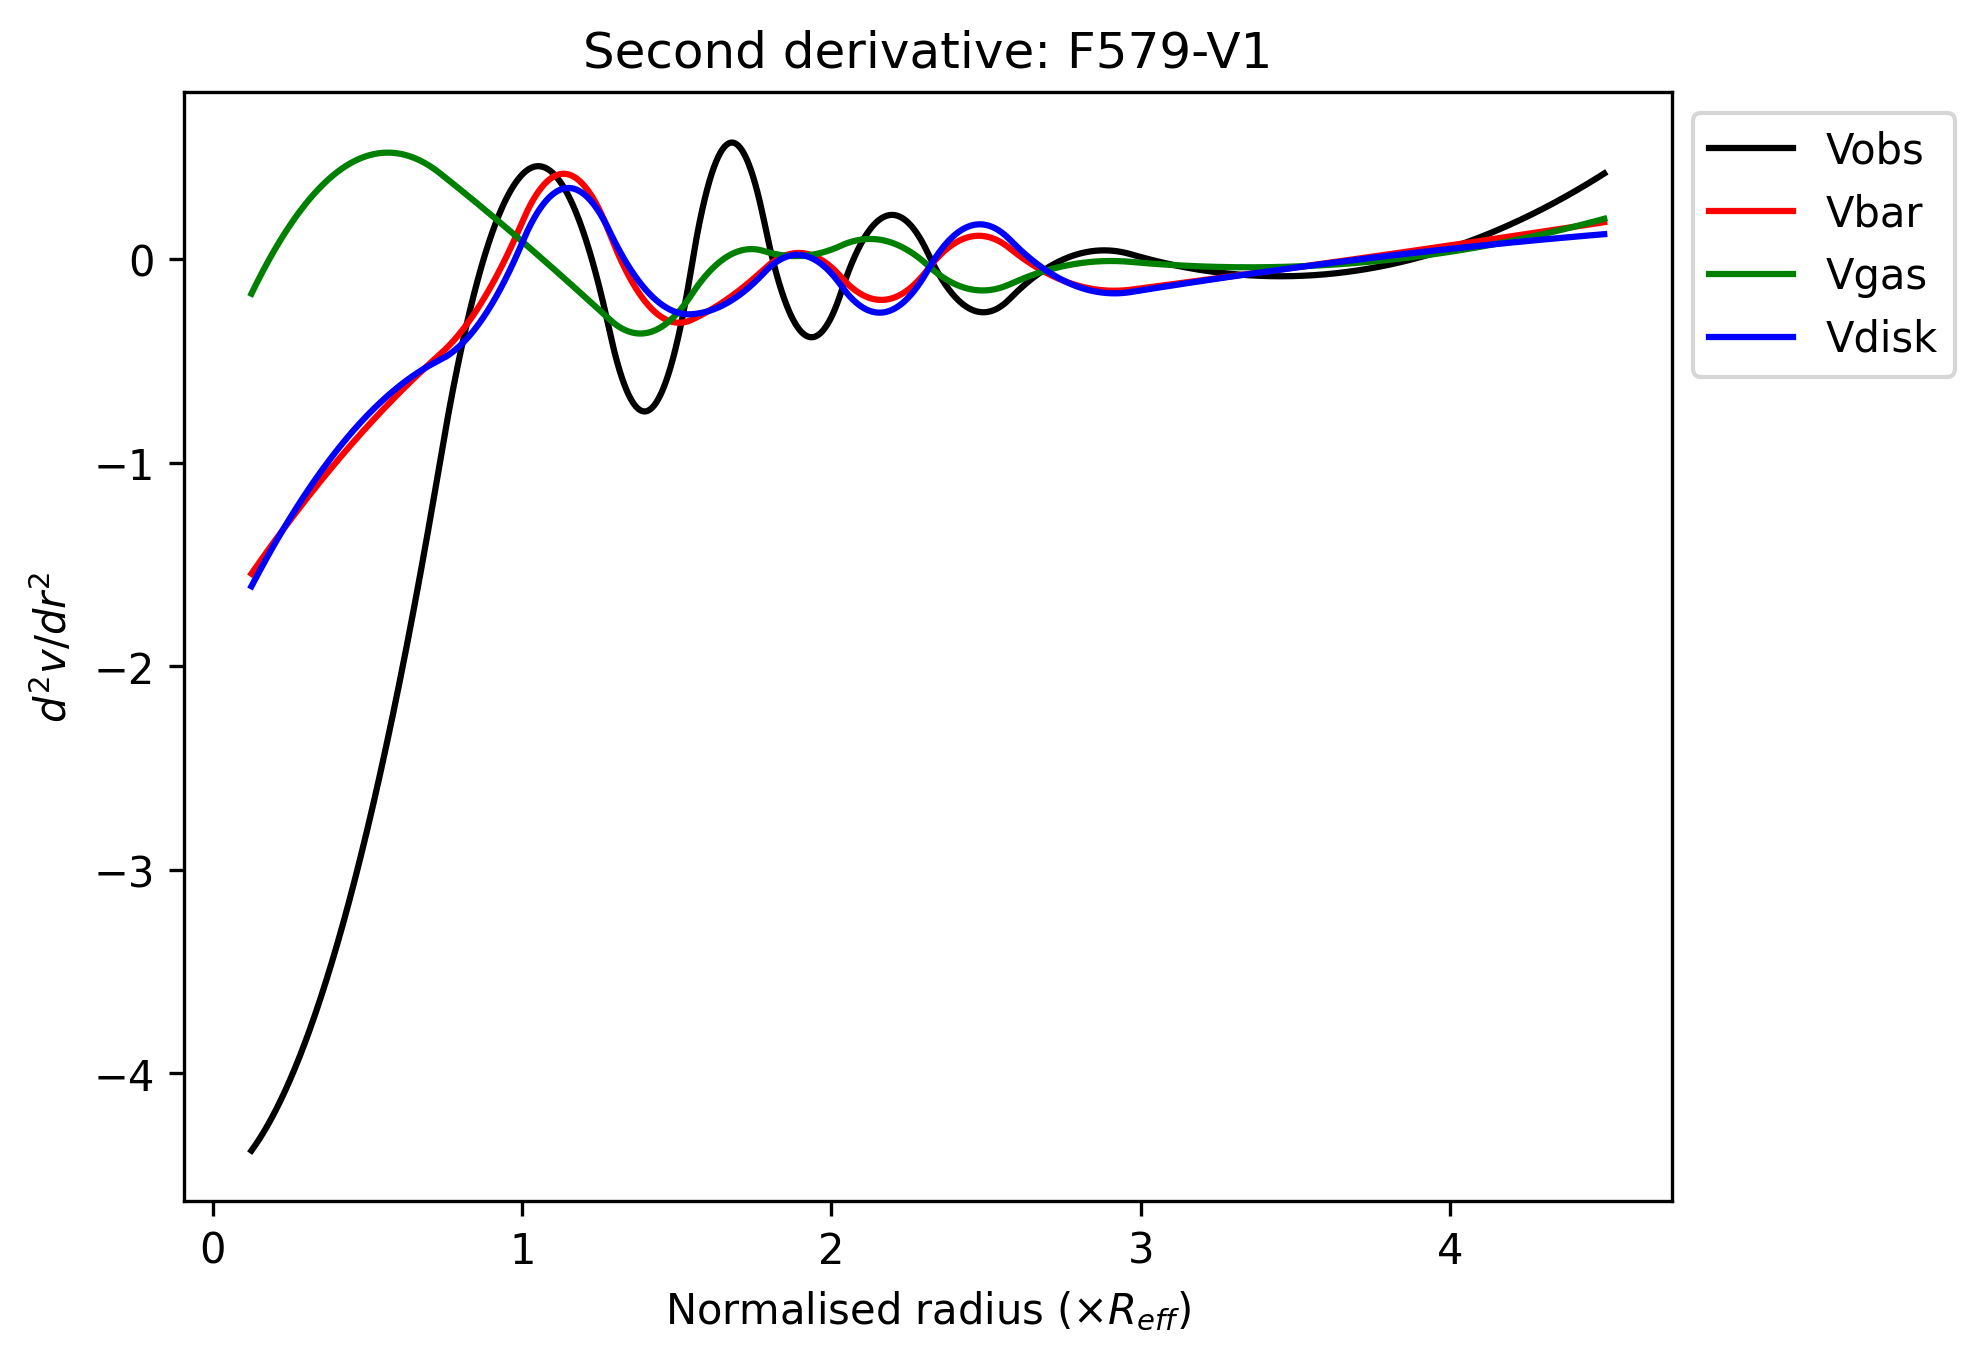 Second derivative: F579-V1
Vobs
Vbar
Vgas
Vdisk
d²v/dr²
0
−1
−2
−3
−4
0 1 2 3 4
Normalised radius (×R_eff)